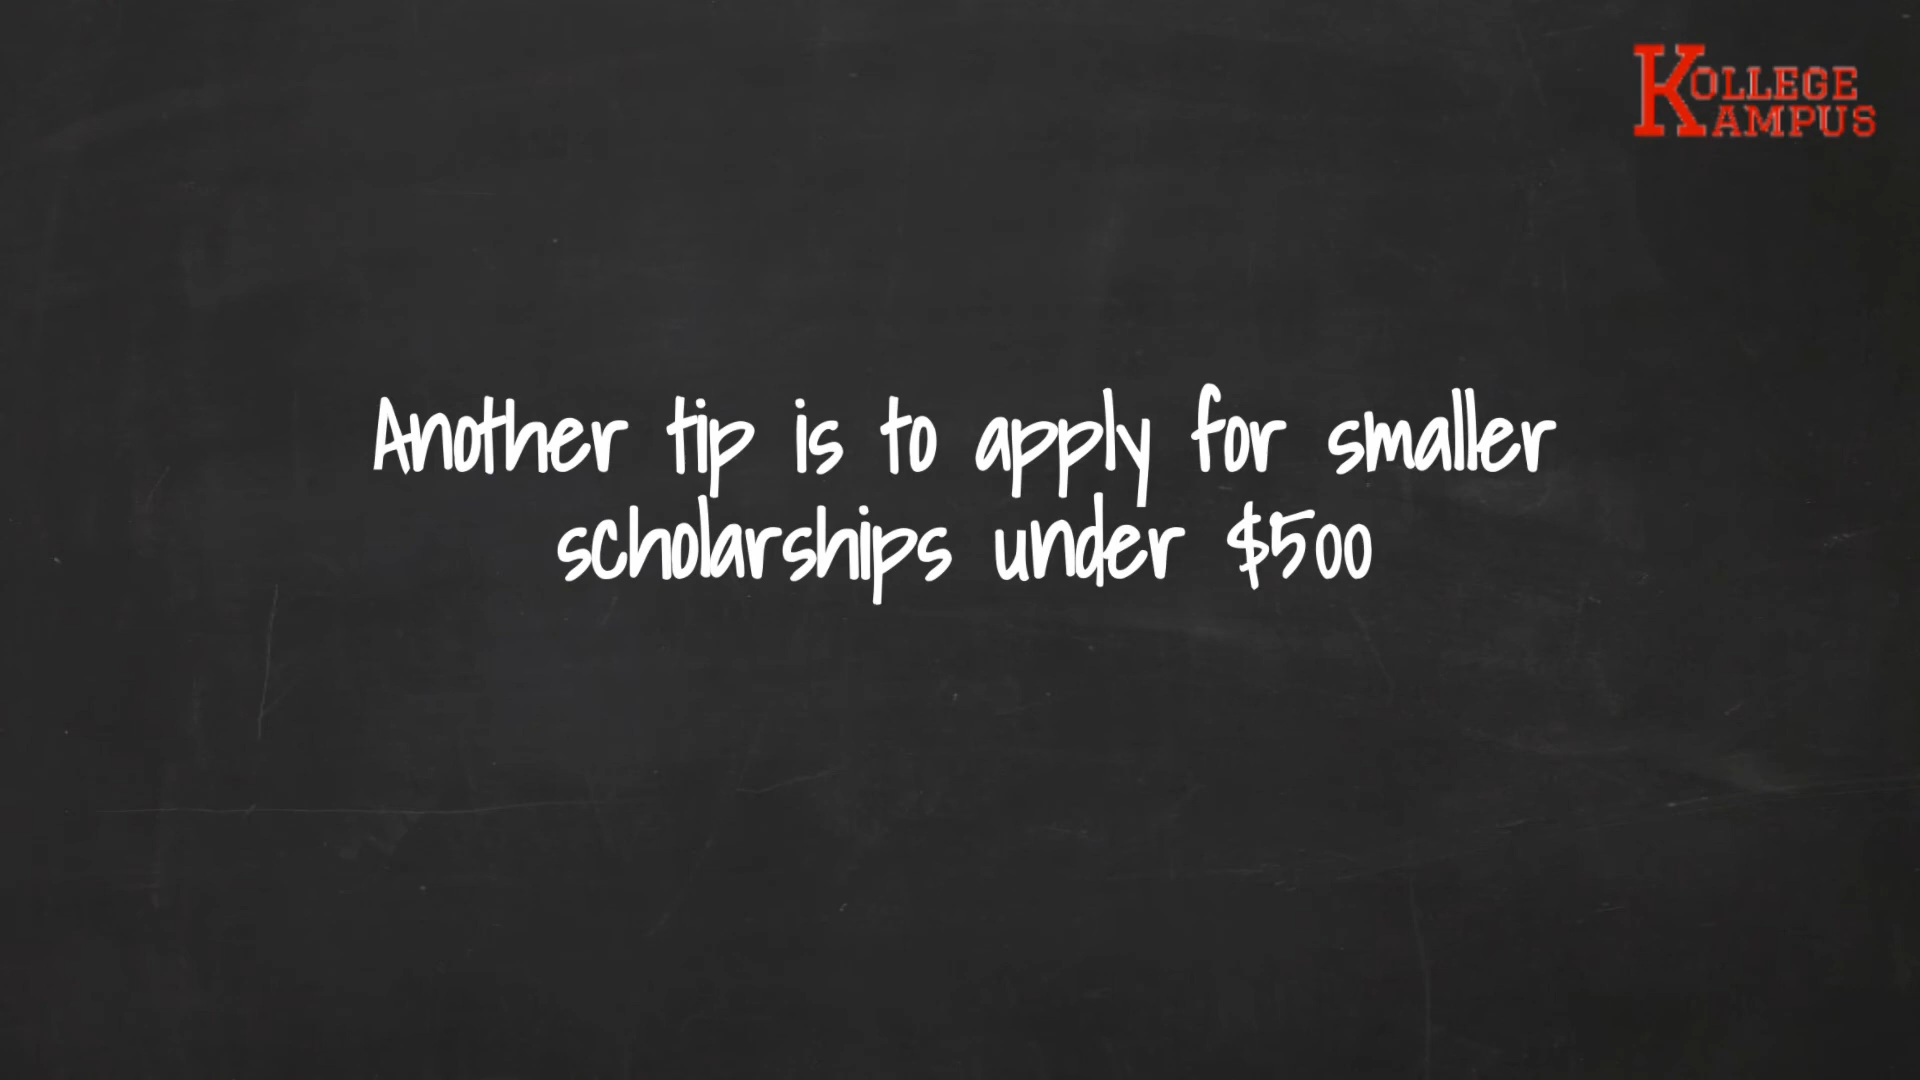 KOLLEGE
KAMPUS
Another tip is to apply for smaller
scholarships under $500